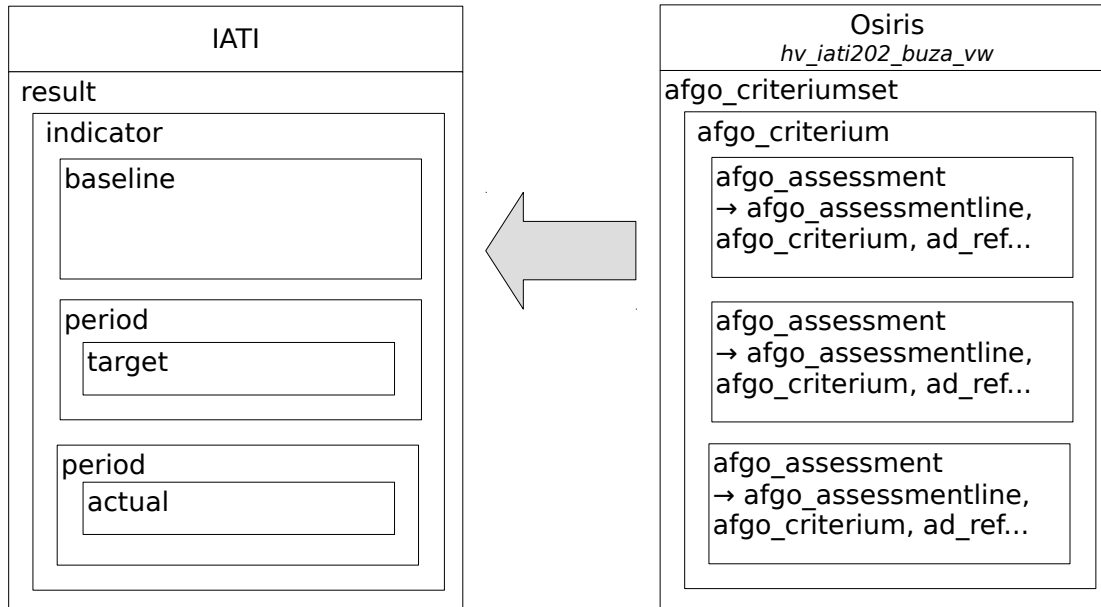 IATI
result
indicator
baseline
period
target
period
actual
Osiris
hv_iati202_buza_vw
afgo_criteriumset
afgo_criterium
afgo_assessment
→ afgo_assessmentline,
afgo_criterium, ad_ref...
afgo_assessment
→ afgo_assessmentline,
afgo_criterium, ad_ref...
afgo_assessment
→ afgo_assessmentline,
afgo_criterium, ad_ref...